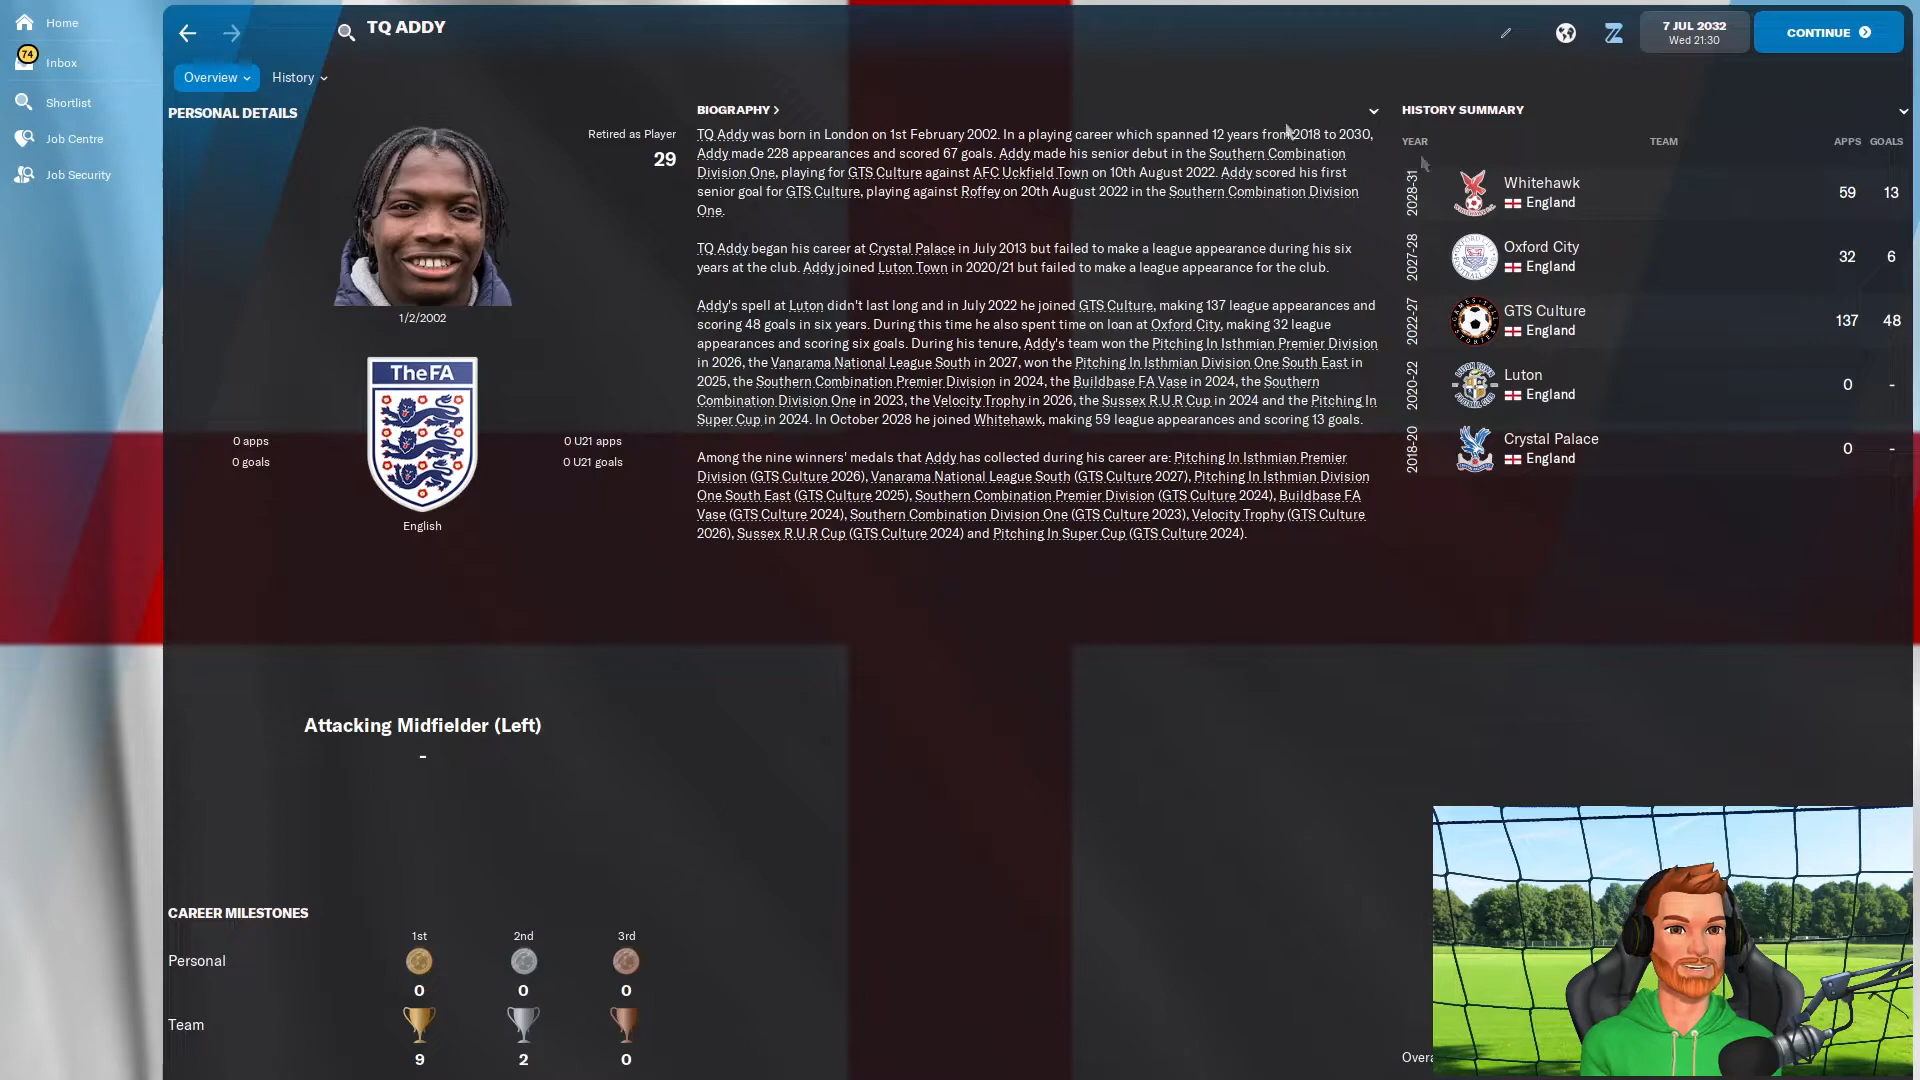 Home
74
Inbox
Shortlist
Job Centre
Job Security
TQ ADDY
7 JUL 2032
Wed 21:30
CONTINUE
Overview
History
PERSONAL DETAILS
Retired as Player
29
1/2/2002
TheFA
0 apps
0 goals
0 U21 apps
0 U21 goals
English
Attacking Midfielder (Left)
-
CAREER MILESTONES
1st
2nd
3rd
Personal
0
0
0
Team
9
2
0
BIOGRAPHY >
TQ Addy was born in London on 1st February 2002. In a playing career which spanned 12 years from 2018 to 2030,
Addy made 228 appearances and scored 67 goals. Addy made his senior debut in the Southern Combination
Division One, playing for GTS Culture against AFC Uckfield Town on 10th August 2022. Addy scored his first
senior goal for GTS Culture, playing against Roffey on 20th August 2022 in the Southern Combination Division
One.
TQ Addy began his career at Crystal Palace in July 2013 but failed to make a league appearance during his six
years at the club. Addy joined Luton Town in 2020/21 but failed to make a league appearance for the club.
Addy's spell at Luton didn't last long and in July 2022 he joined GTS Culture, making 137 league appearances and
scoring 48 goals in six years. During this time he also spent time on loan at Oxford City, making 32 league
appearances and scoring six goals. During his tenure, Addy's team won the Pitching In Isthmian Premier Division
in 2026, the Vanarama National League South in 2027, won the Pitching In Isthmian Division One South East in
2025, the Southern Combination Premier Division in 2024, the Buildbase FA Vase in 2024, the Southern
Combination Division One in 2023, the Velocity Trophy in 2026, the Sussex R.U.R Cup in 2024 and the Pitching In
Super Cup in 2024. In October 2028 he joined Whitehawk, making 59 league appearances and scoring 13 goals.
Among the nine winners' medals that Addy has collected during his career are: Pitching In Isthmian Premier
Division (GTS Culture 2026), Vanarama National League South (GTS Culture 2027), Pitching In Isthmian Division
One South East (GTS Culture 2025), Southern Combination Premier Division (GTS Culture 2024), Buildbase FA
Vase (GTS Culture 2024), Southern Combination Division One (GTS Culture 2023), Velocity Trophy (GTS Culture
2026), Sussex R.U.R Cup (GTS Culture 2024) and Pitching In Super Cup (GTS Culture 2024).
HISTORY SUMMARY
YEAR TEAM APPS GOALS
2028-31 Whitehawk 59 13
England
2027-28 Oxford City 32 6
England
2022-27 GTS Culture 137 48
England
2020-22 Luton 0 -
England
2018-20 Crystal Palace 0 -
England